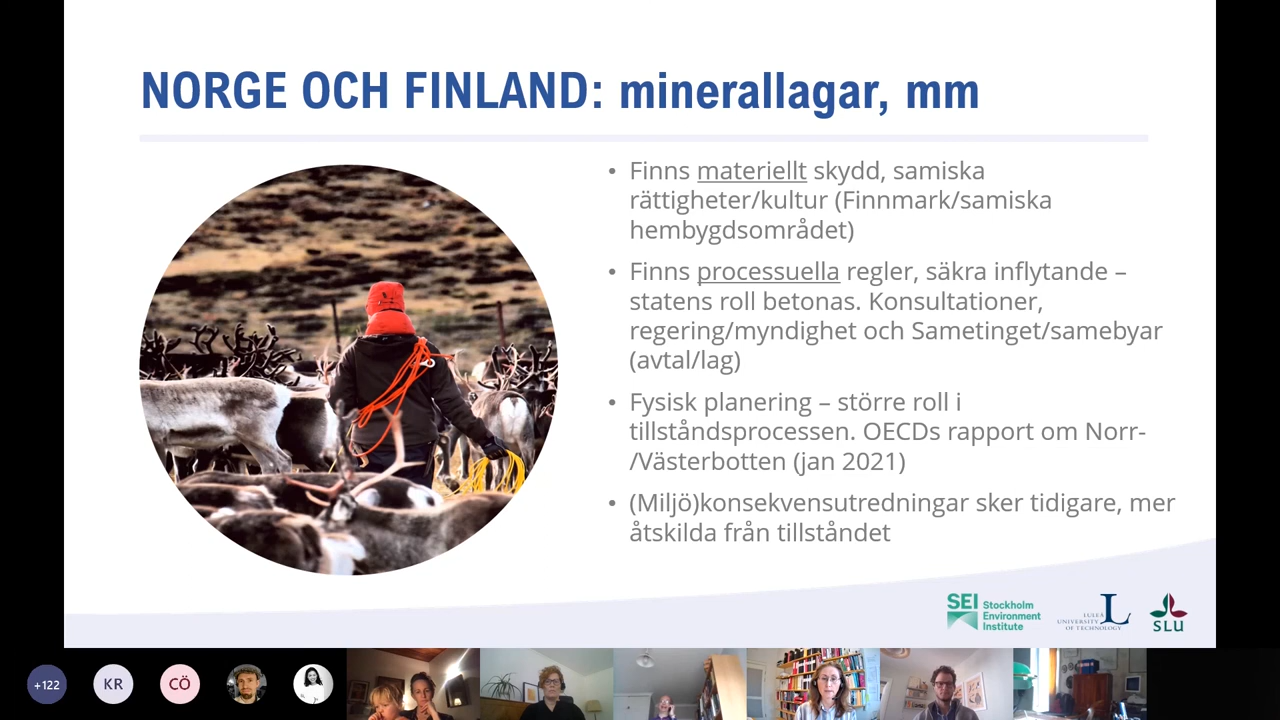 NORGE OCH FINLAND: minerallagar, mm
• Finns materiellt skydd, samiska
rättigheter/kultur (Finnmark/samiska
hembygdsområdet)
• Finns processuella regler, säkra inflytande –
statens roll betonas. Konsultationer,
regering/myndighet och Sametinget/samebyar
(avtal/lag)
• Fysisk planering – större roll i
tillståndsprocessen. OECDs rapport om Norr-
/Västerbotten (jan 2021)
• (Miljö)konsekvensutredningar sker tidigare, mer
åtskilda från tillståndet
SEI Stockholm
Environment
Institute
LULEÅ
UNIVERSITY
OF TECHNOLOGY
L
SLU
+122
KR
CÖ